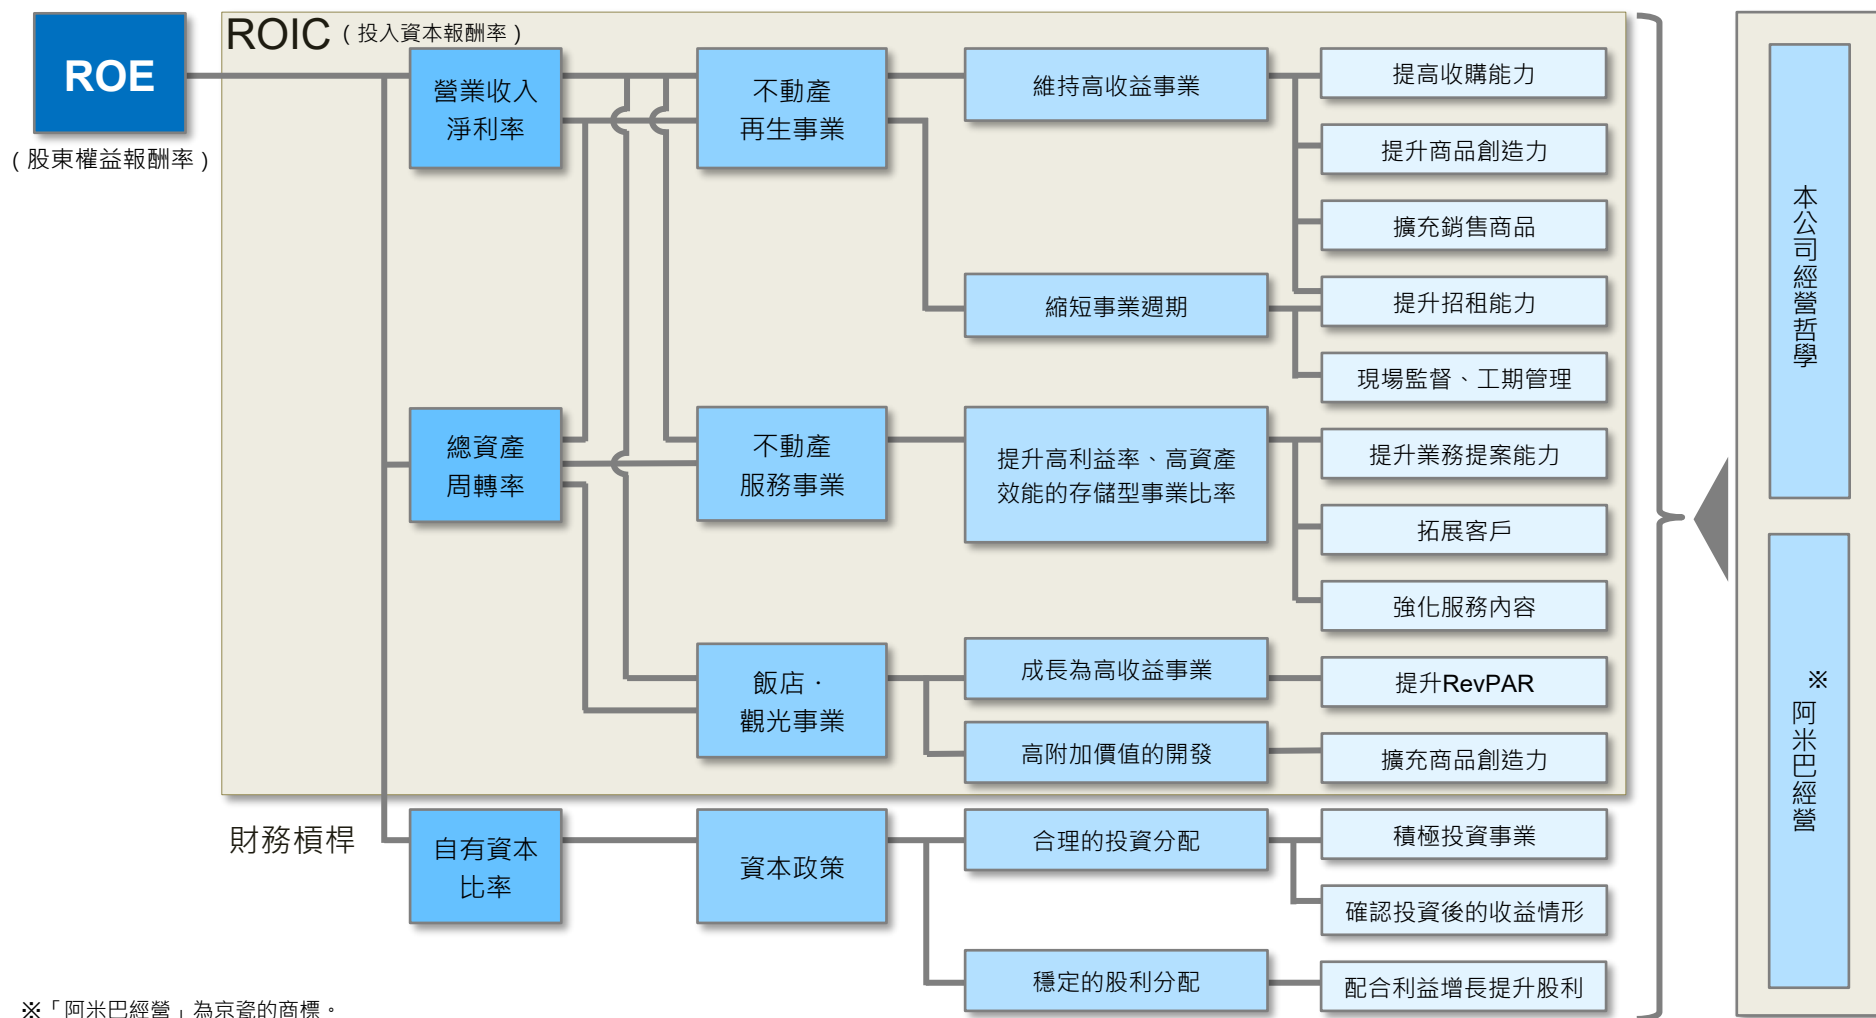 ROE
(股東權益報酬率)
ROIC(投入資本報酬率)
營業收入
淨利率
不動產
再生事業
維持高收益事業
提高收購能力
提升商品創造力
擴充銷售商品
縮短事業週期
提升招租能力
現場監督、工期管理
總資產
周轉率
不動產
服務事業
提升高利益率、高資產
效能的存儲型事業比率
提升業務提案能力
拓展客戶
強化服務內容
飯店・
觀光事業
成長為高收益事業
提升RevPAR
高附加價值的開發
擴充商品創造力
財務槓桿
自有資本
比率
資本政策
合理的投資分配
積極投資事業
確認投資後的收益情形
穩定的股利分配
配合利益增長提升股利
本公司經營哲學
※
阿米巴經營
※「阿米巴經營」為京瓷的商標。